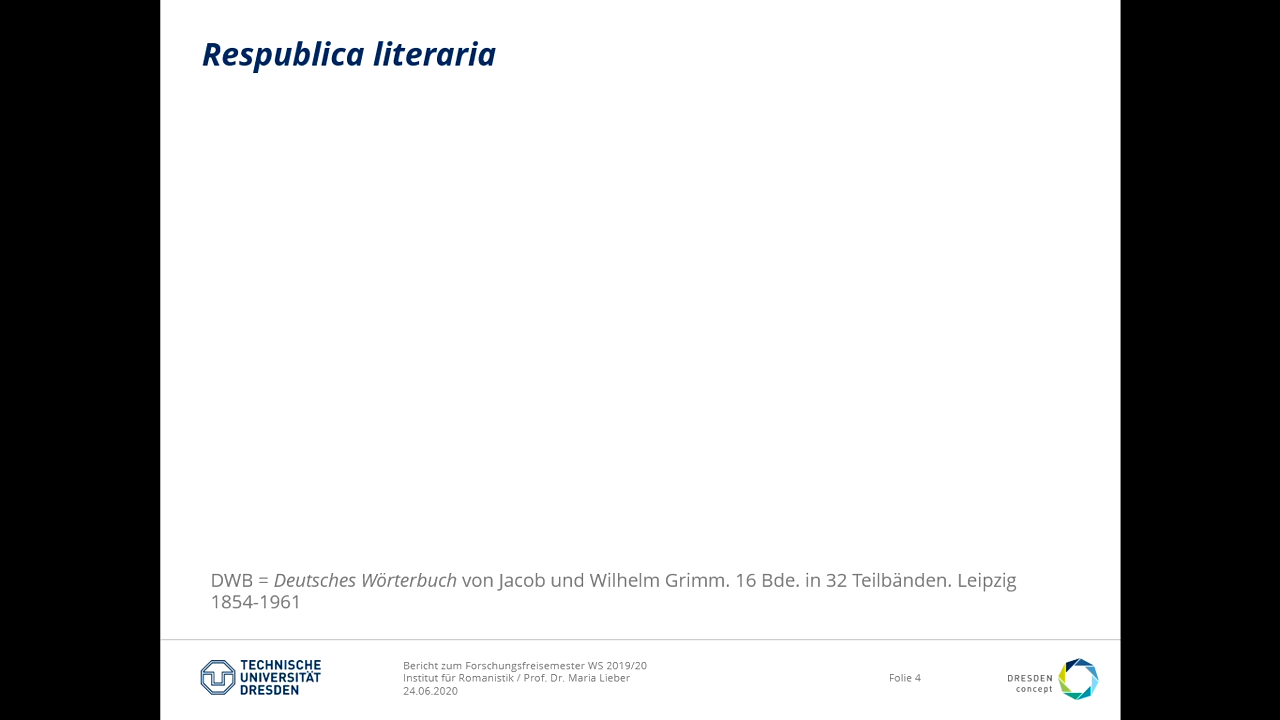 Respublica literaria
DWB = Deutsches Wörterbuch von Jacob und Wilhelm Grimm. 16 Bde. in 32 Teilbänden. Leipzig
1854-1961
TECHNISCHE
UNIVERSITÄT
DRESDEN
Bericht zum Forschungsfreisemester WS 2019/20
Institut für Romanistik / Prof. Dr. Maria Lieber
24.06.2020
Folie 4
DRESDEN
concept